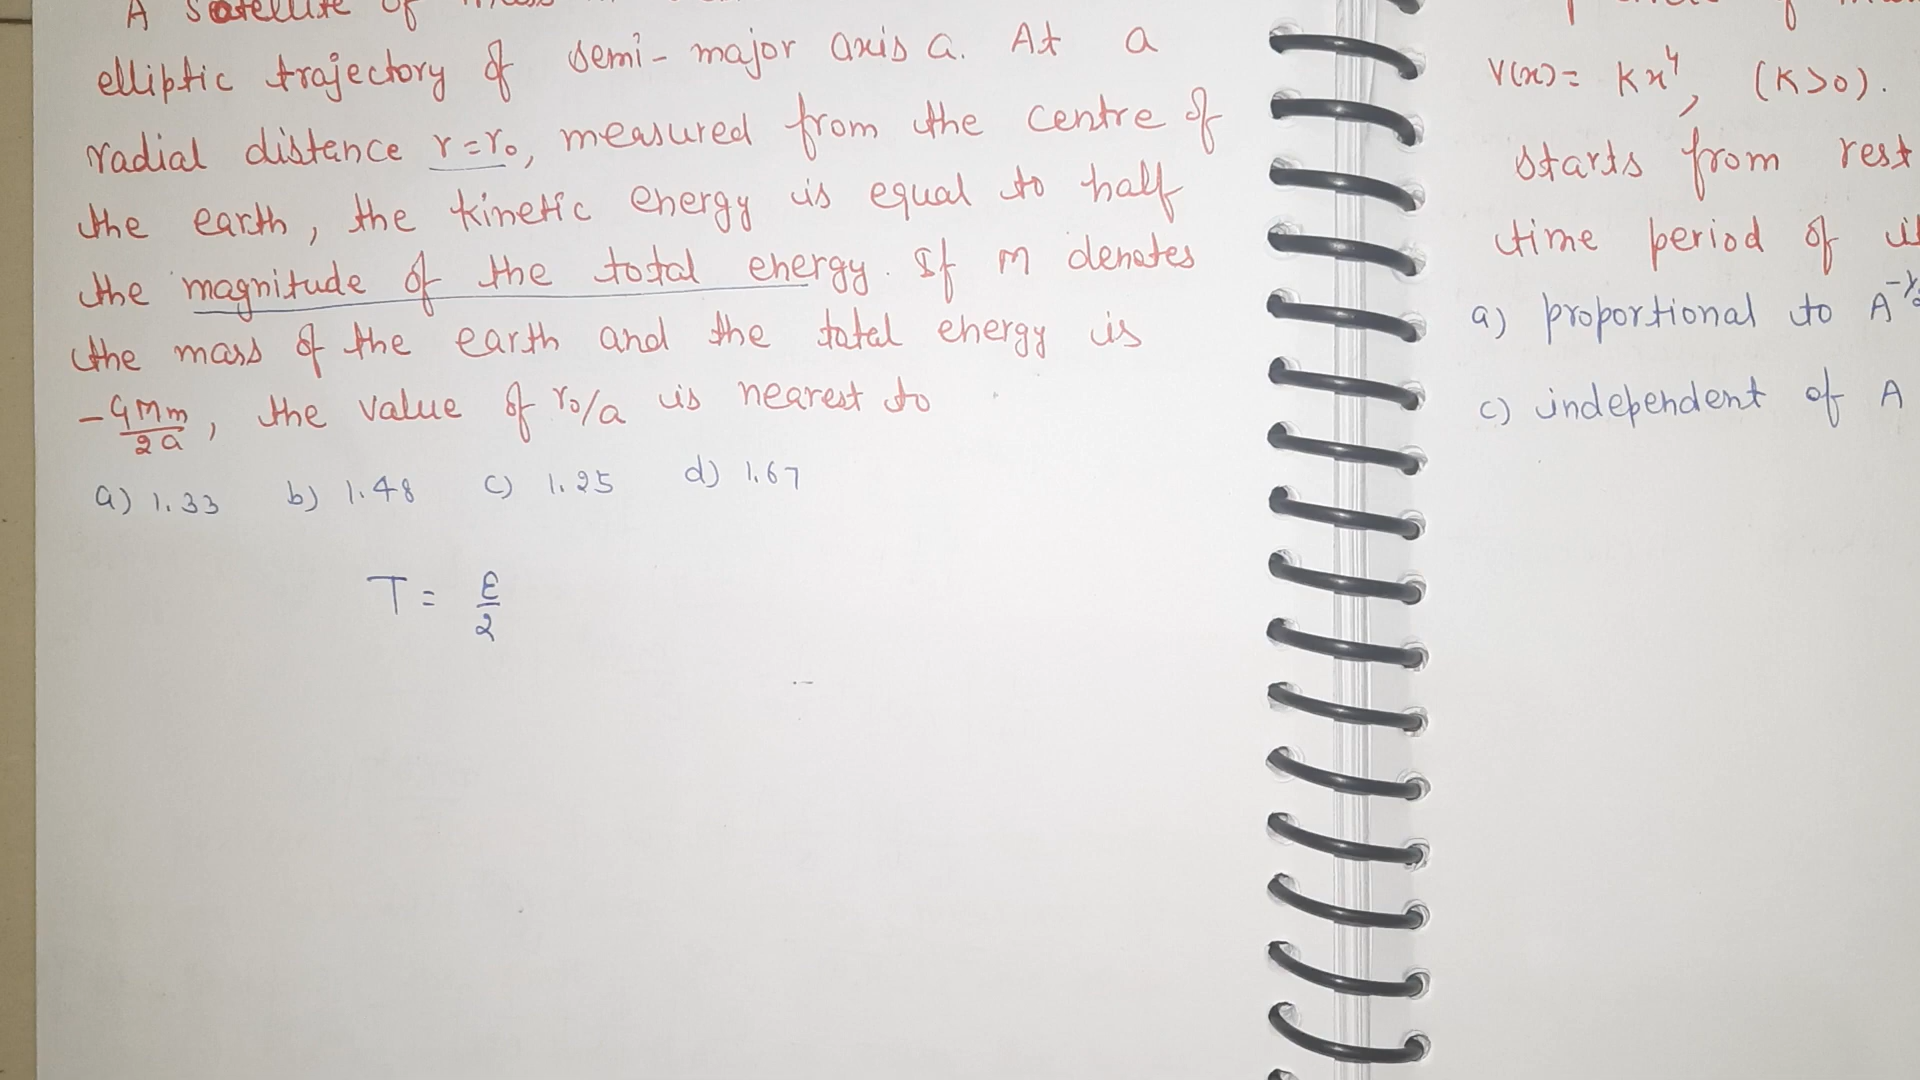 A satellite of mass
elliptic trajectory of semi-major axis a. At a
radial distance r=r₀, measured from the centre of
the earth, the kinetic energy is equal to half
the magnitude of the total energy. If M denotes
the mass of the earth and the total energy is
-GMm/2a, the value of r₀/a is nearest to
a) 1.33 b) 1.48 c) 1.25 d) 1.67
T = E/2
V(x) = Kx⁴, (K>0).
starts from rest
time period of
a) proportional to A
c) independent of A